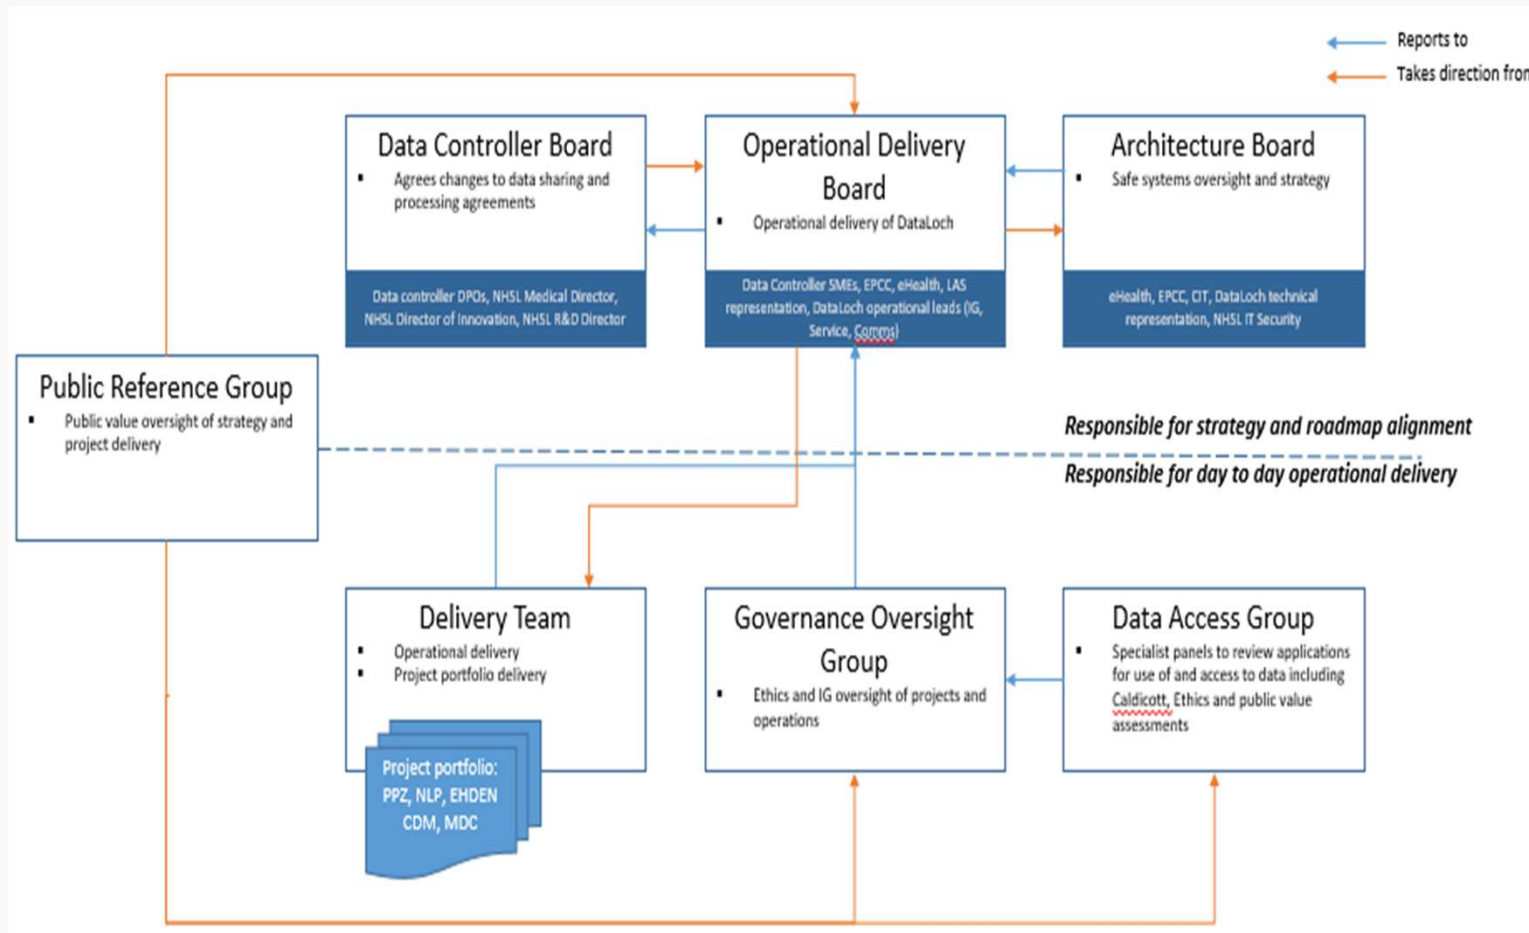 Reports to
Takes direction from
Data Controller Board
▪ Agrees changes to data sharing and
processing agreements
Data controller DPOs, NHSL Medical Director,
NHSL Director of Innovation, NHSL R&D Director
Operational Delivery
Board
▪ Operational delivery of DataLoch
Data Controller SMEs, EPCC, eHealth, LAS
representation, DataLoch operational leads (IG,
Service, Comms)
Architecture Board
▪ Safe systems oversight and strategy
eHealth, EPCC, CIT, DataLoch technical
representation, NHSL IT Security
Public Reference Group
▪ Public value oversight of strategy and
project delivery
Responsible for strategy and roadmap alignment
Responsible for day to day operational delivery
Delivery Team
▪ Operational delivery
▪ Project portfolio delivery
Project portfolio:
PPZ, NLP, EHDEN
CDM, MDC
Governance Oversight
Group
▪ Ethics and IG oversight of projects and
operations
Data Access Group
▪ Specialist panels to review applications
for use of and access to data including
Caldicott, Ethics and public value
assessments